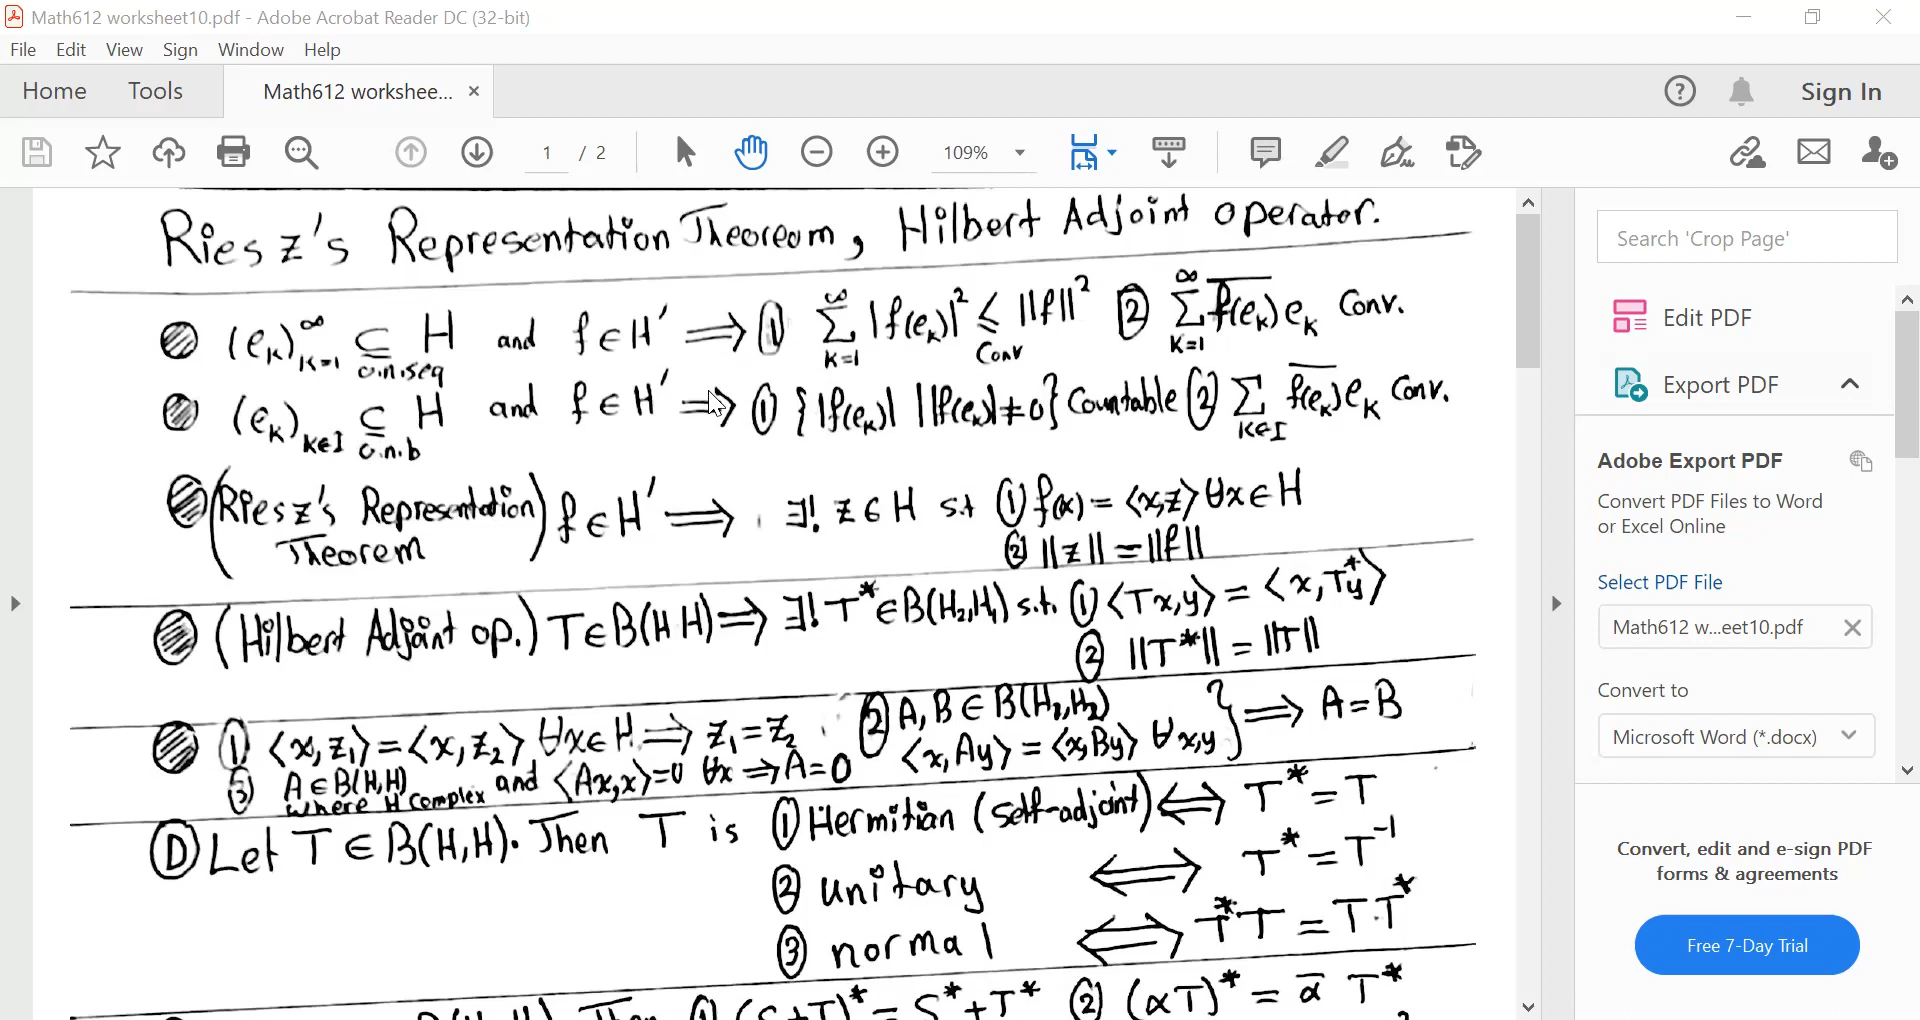 Math612 worksheet10.pdf - Adobe Acrobat Reader DC (32-bit)
File Edit View Sign Window Help
Home Tools Math612 workshee... × Sign In
1 / 2 109%
Riesz's Representation Theoreom, Hilbert Adjoint operator.
(e_k)_{k=1}^∞ ⊆ o.n.seq H and f ∈ H' ⟹ ① ∑_{k=1}^∞ |f(e_k)|² ≤ ||f||² Conv ② ∑_{k=1}^∞ \overline{f(e_k)} e_k Conv.
(e_k)_{k∈I} ⊆ o.n.b H and f ∈ H' ⟹ ① {|f(e_k)| | |f(e_k)| ≠ 0} Countable ② ∑_{k∈I} \overline{f(e_k)} e_k Conv.
(Riesz's Representation Theorem) f ∈ H' ⟹ ∃! z ∈ H s.t ① f(x) = ⟨x,z⟩ ∀x ∈ H
② ||z|| = ||f||
(Hilbert Adjoint op.) T ∈ B(H H) ⟹ ∃! T* ∈ B(H₂,H₁) s.t. ① ⟨Tx,y⟩ = ⟨x,T*y⟩
② ||T*|| = ||T||
① ⟨x,z₁⟩ = ⟨x,z₂⟩ ∀x∈H ⟹ z₁ = z₂ . ② A, B ∈ B(H₁,H₂) ⟨x,Ay⟩ = ⟨x,By⟩ ∀x,y } ⟹ A = B
③ A ∈ B(H,H) where H complex and ⟨Ax,x⟩=0 ∀x ⟹ A=0
Ⓓ Let T ∈ B(H,H). Then T is ① Hermitian (self-adjoint) ⟺ T* = T
② unitary ⟺ T* = T⁻¹
③ normal ⟺ T*T = T.T*
B(H,H) Then ① (S+T)* = S*+T* ② (αT)* = \overline{α} T*
Search 'Crop Page'
Edit PDF
Export PDF
Adobe Export PDF
Convert PDF Files to Word
or Excel Online
Select PDF File
Math612 w...eet10.pdf
Convert to
Microsoft Word (*.docx)
Convert, edit and e-sign PDF
forms & agreements
Free 7-Day Trial